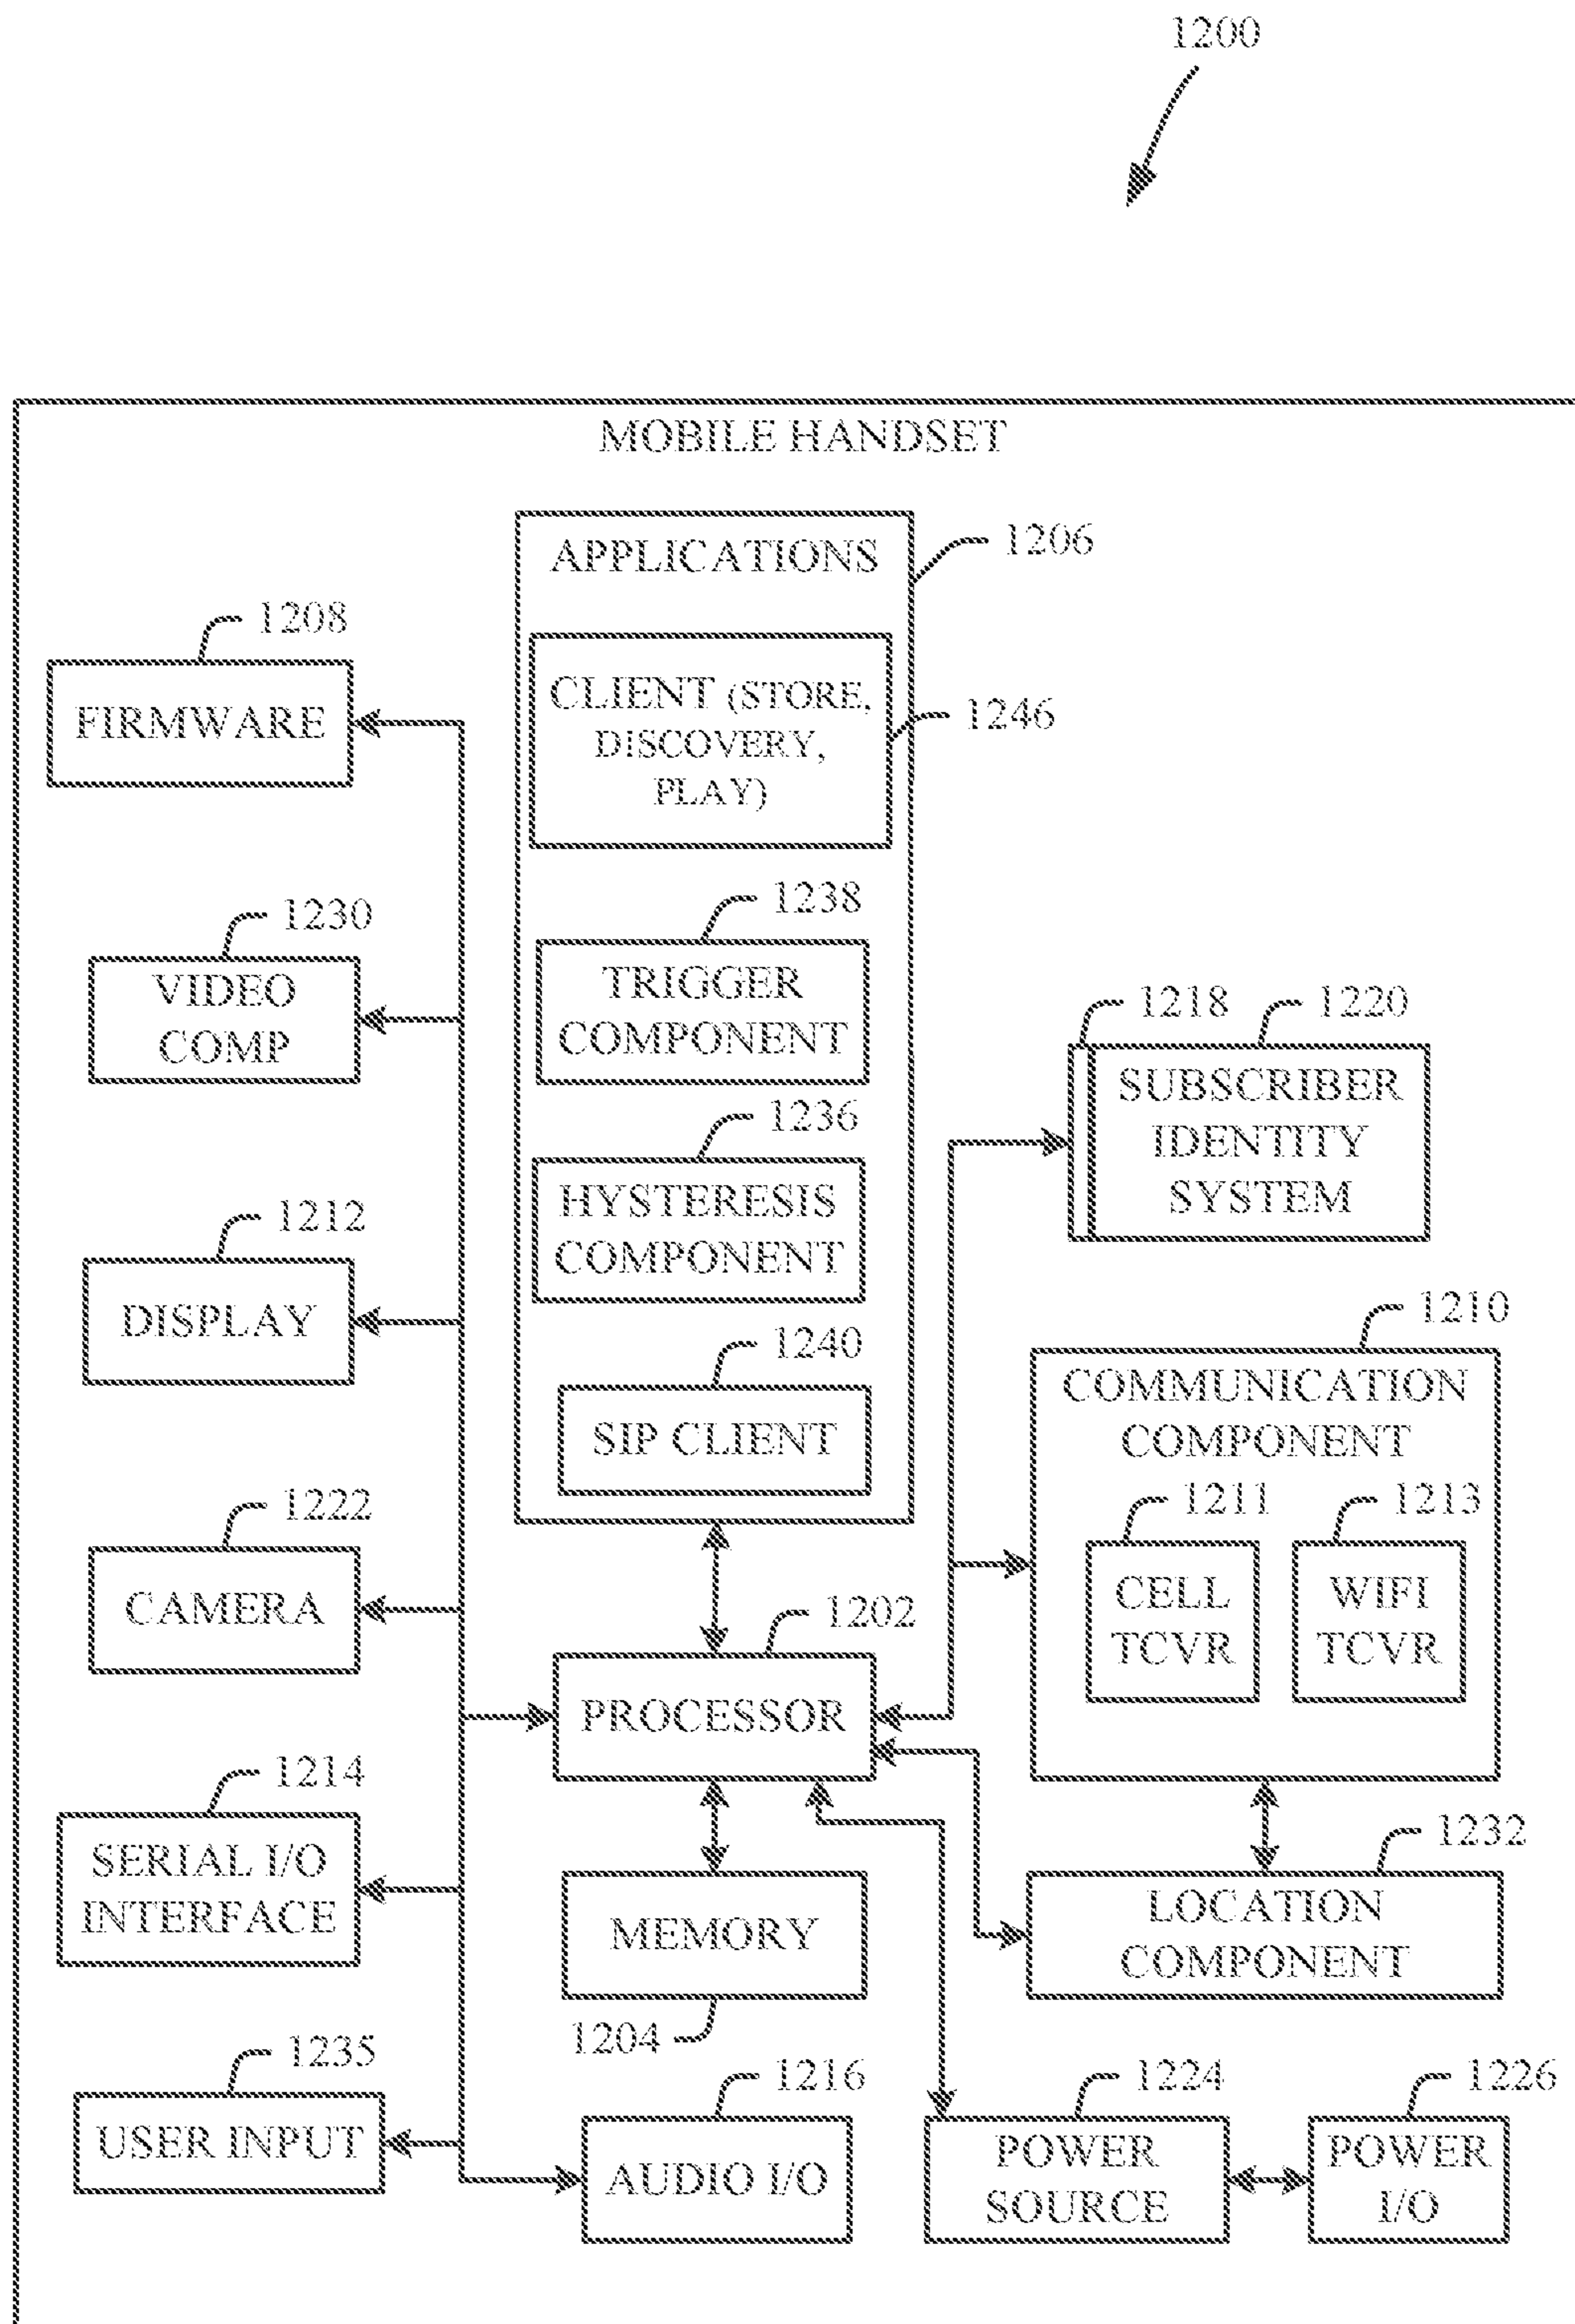 1200
MOBILE HANDSET
APPLICATIONS
1206
CLIENT (STORE,
DISCOVERY,
PLAY)
1246
1208
FIRMWARE
1238
TRIGGER
COMPONENT
1230
VIDEO
COMP
1236
HYSTERESIS
COMPONENT
1218
1220
SUBSCRIBER
IDENTITY
SYSTEM
1212
DISPLAY
1240
SIP CLIENT
1210
COMMUNICATION
COMPONENT
1211
CELL
TCVR
1213
WIFI
TCVR
1222
CAMERA
1202
PROCESSOR
1214
SERIAL I/O
INTERFACE
MEMORY
1204
1232
LOCATION
COMPONENT
1235
USER INPUT
1216
AUDIO I/O
1224
POWER
SOURCE
1226
POWER
I/O